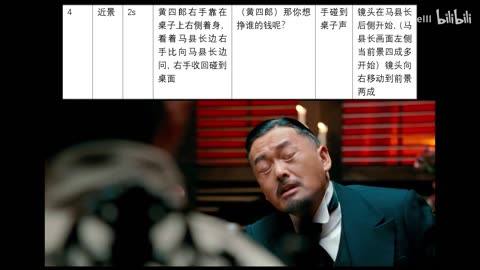 4
近景
2s
黄四郎右手靠在
桌子上右侧着身,
看着马县长边右
手比向马县长边
问, 右手收回碰到
桌面
(黄四郎) 那你想
挣谁的钱呢?
手碰到
桌子声
镜头在马县长
后侧开始, (马
县长画面左侧
当前景四成多
开始) 镜头向
右移动到前景
两成
bilibili